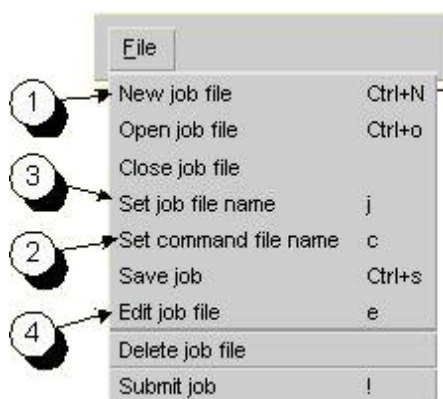 File
1 New job file Ctrl+N
Open job file Ctrl+o
Close job file
3 Set job file name j
2 Set command file name c
Save job Ctrl+s
4 Edit job file e
Delete job file
Submit job !